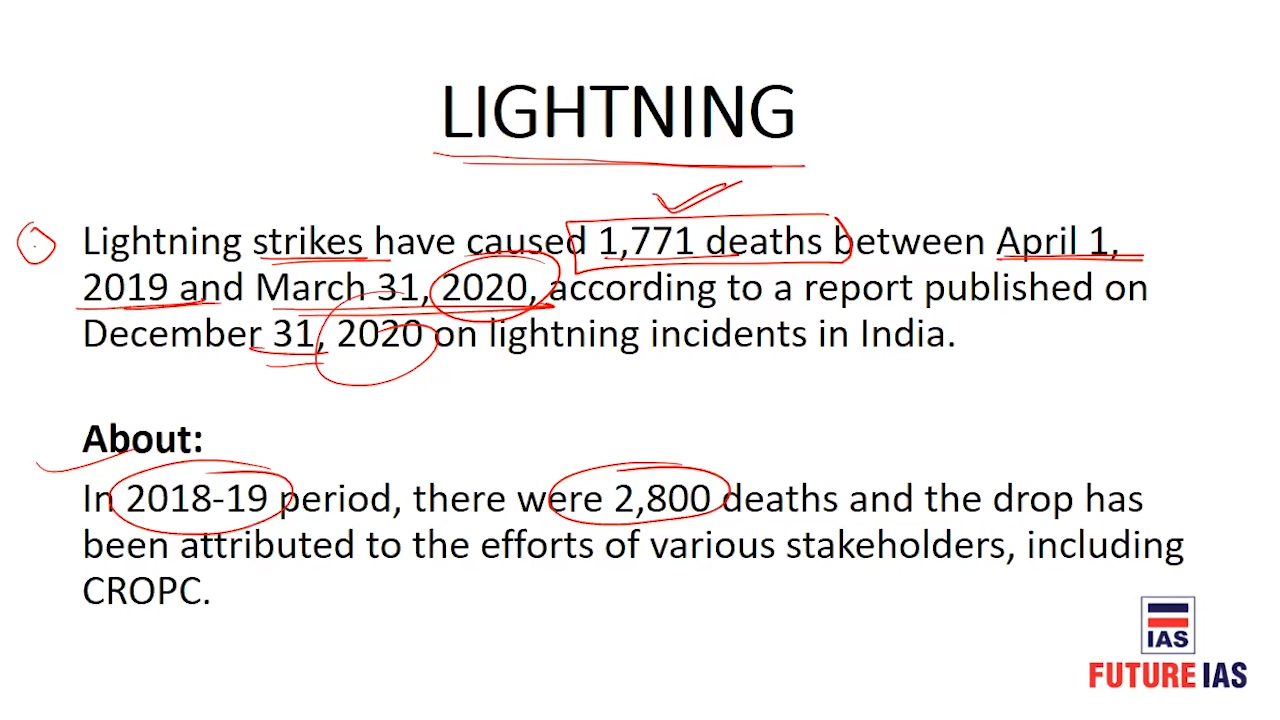 LIGHTNING
Lightning strikes have caused 1,771 deaths between April 1,
2019 and March 31, 2020, according to a report published on
December 31, 2020 on lightning incidents in India.
About:
In 2018-19 period, there were 2,800 deaths and the drop has
been attributed to the efforts of various stakeholders, including
CROPC.
IAS
FUTURE IAS